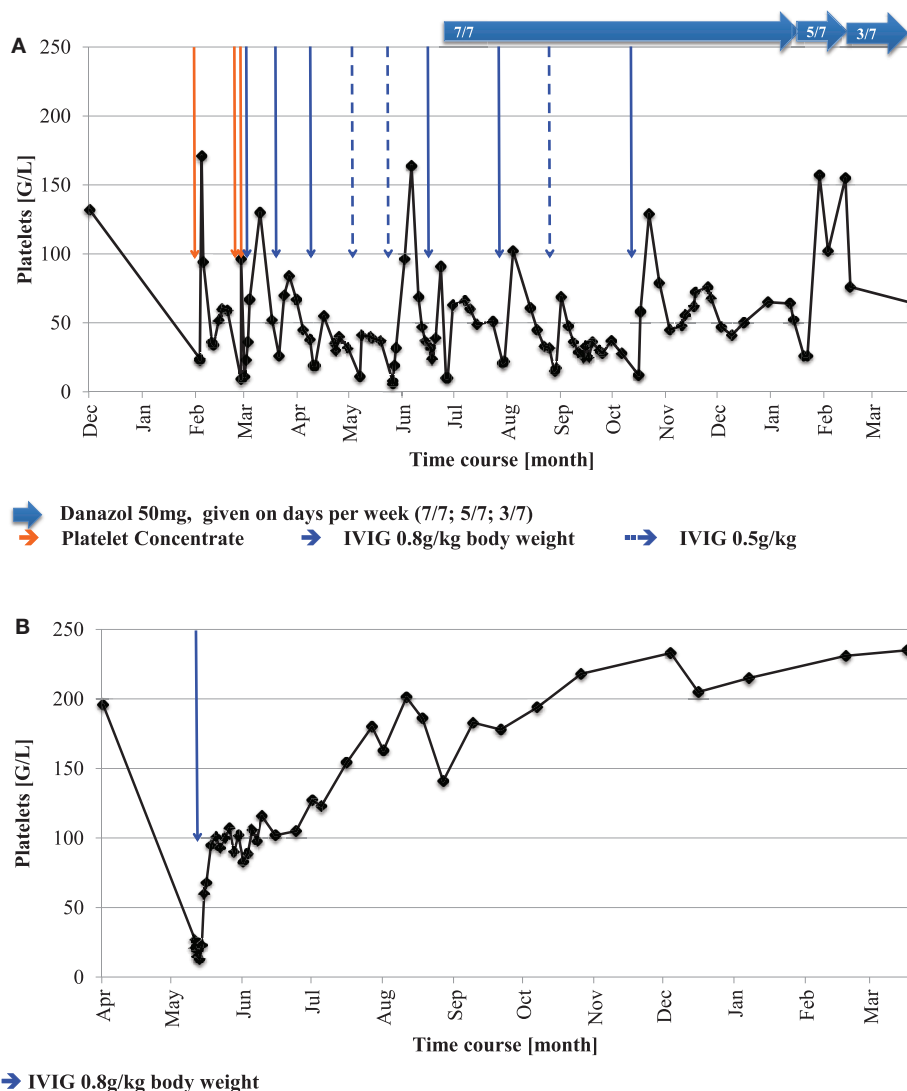 7/7 5/7 3/7
A
250
200
150
100
50
0
Platelets [G/L]
Dec Jan Feb Mar Apr May Jun Jul Aug Sep Oct Nov Dec Jan Feb Mar
Time course [month]
Danazol 50mg, given on days per week (7/7; 5/7; 3/7)
Platelet Concentrate IVIG 0.8g/kg body weight IVIG 0.5g/kg
B
250
200
150
100
50
0
Platelets [G/L]
Apr May Jun Jul Aug Sep Oct Nov Dec Jan Feb Mar
Time course [month]
IVIG 0.8g/kg body weight